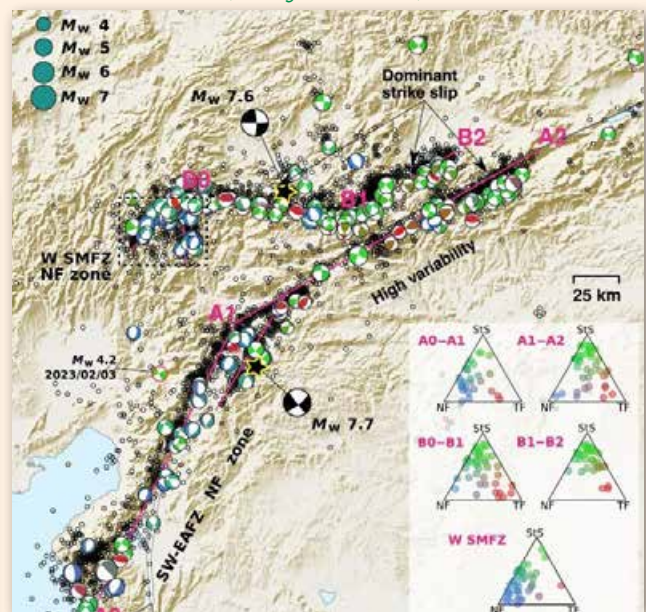 Mw 4
Mw 5
Mw 6
Mw 7
Mw 7.6
Dominant
strike slip
B2
A2
B0
B1
W SMFZ
NF zone
High variability
25 km
A1
Mw 4.2
2023/02/03
Mw 7.7
SW-EAFZ NF zone
A0
A0-A1
StS
NF
TF
A1-A2
StS
NF
TF
B0-B1
StS
NF
TF
B1-B2
StS
NF
TF
W SMFZ
StS
NF